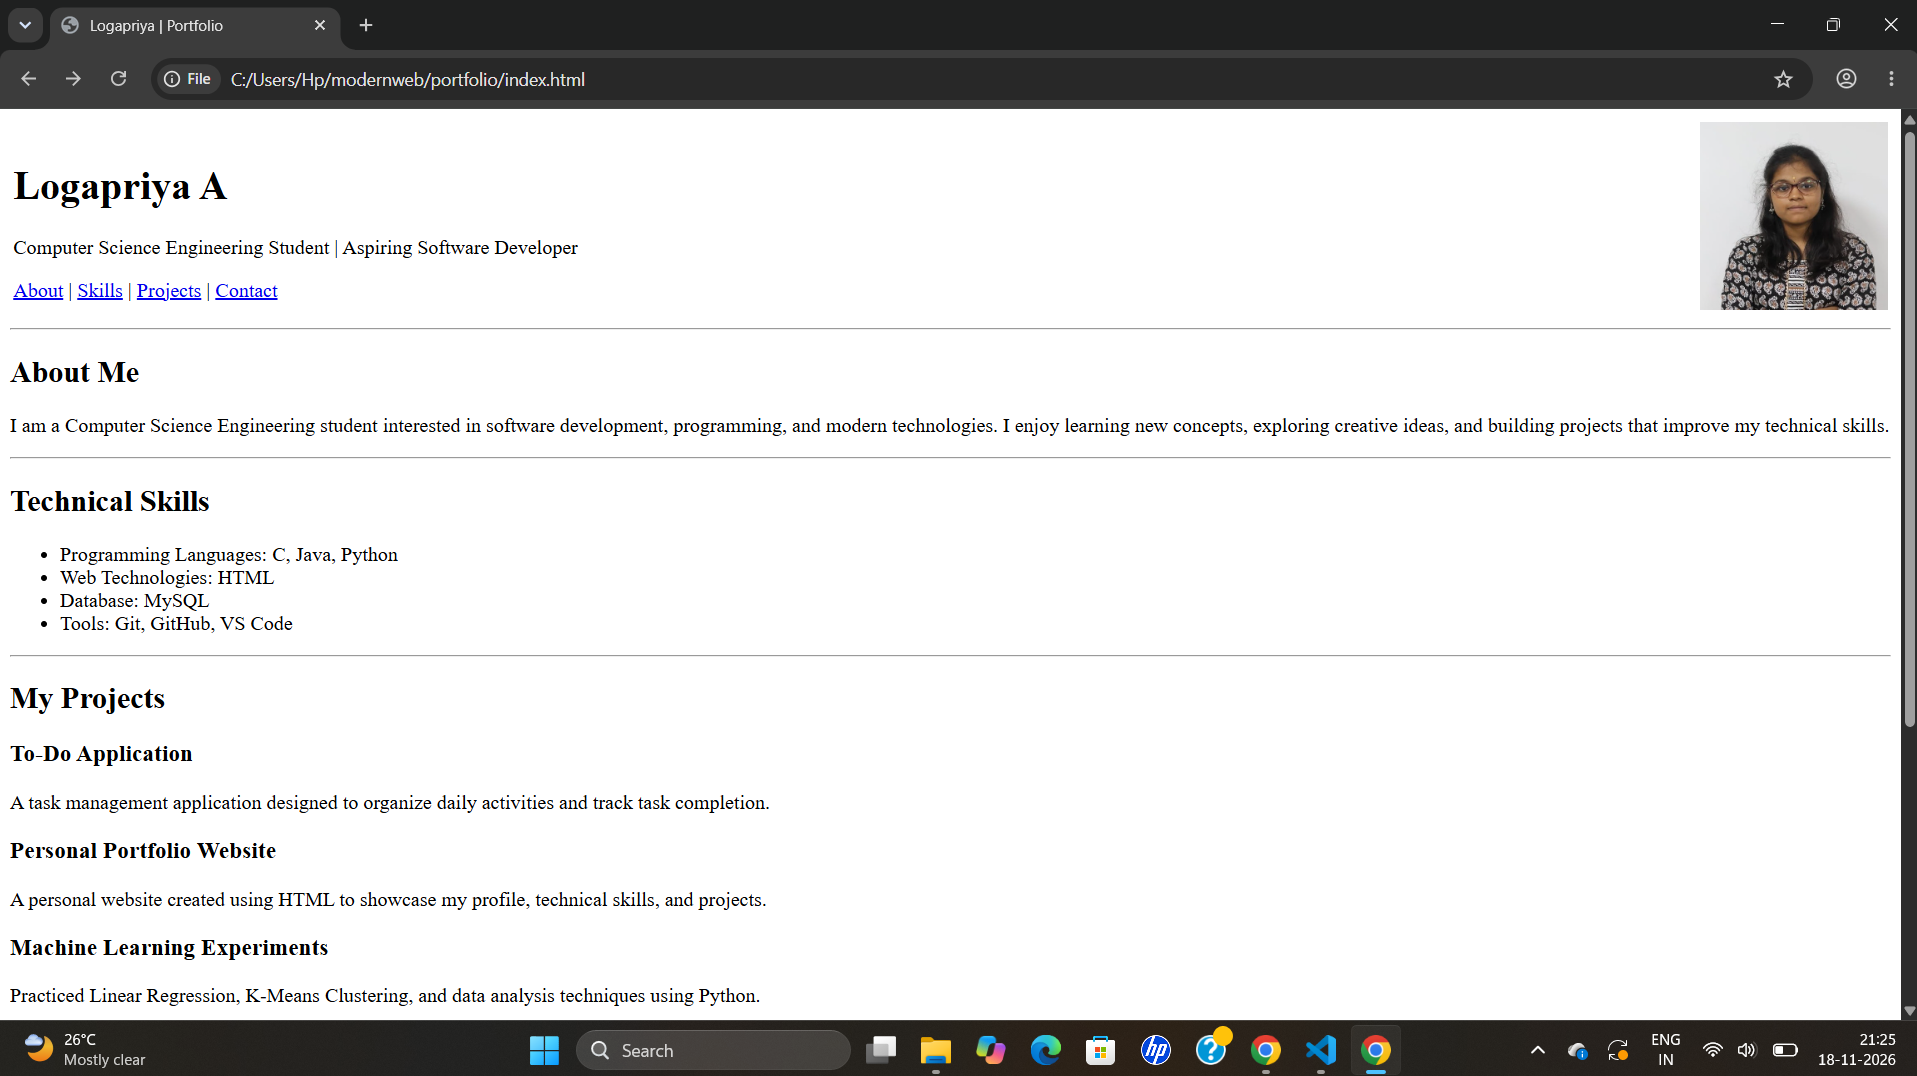 Logapriya | Portfolio
File
C:/Users/Hp/modernweb/portfolio/index.html
Logapriya A
Computer Science Engineering Student | Aspiring Software Developer
About | Skills | Projects | Contact
About Me
I am a Computer Science Engineering student interested in software development, programming, and modern technologies. I enjoy learning new concepts, exploring creative ideas, and building projects that improve my technical skills.
Technical Skills
• Programming Languages: C, Java, Python
• Web Technologies: HTML
• Database: MySQL
• Tools: Git, GitHub, VS Code
My Projects
To-Do Application
A task management application designed to organize daily activities and track task completion.
Personal Portfolio Website
A personal website created using HTML to showcase my profile, technical skills, and projects.
Machine Learning Experiments
Practiced Linear Regression, K-Means Clustering, and data analysis techniques using Python.
26°C
Mostly clear
Search
hp
ENG
IN
21:25
18-11-2026